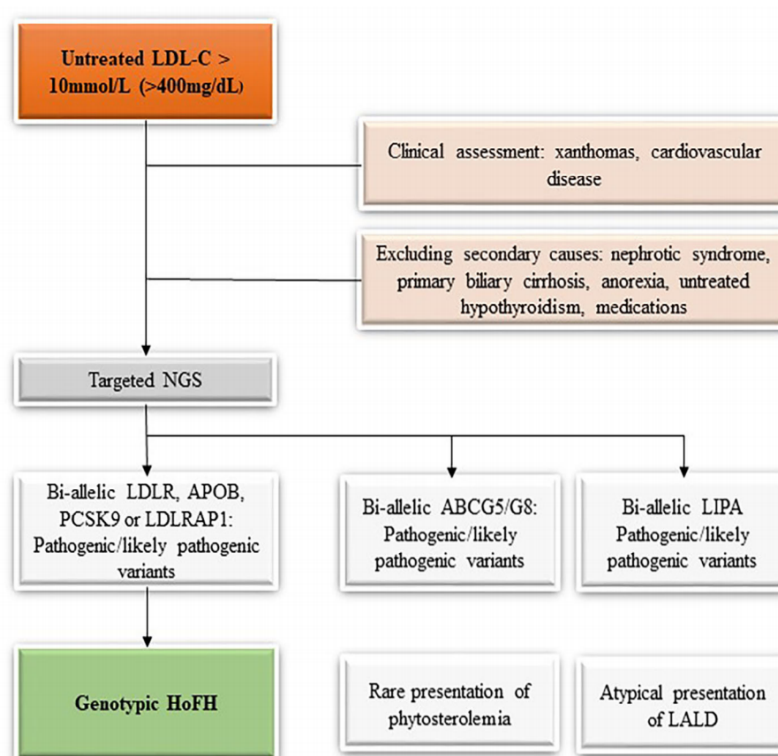 Untreated LDL-C >
10mmol/L (>400mg/dL)
Clinical assessment: xanthomas, cardiovascular
disease
Excluding secondary causes: nephrotic syndrome,
primary biliary cirrhosis, anorexia, untreated
hypothyroidism, medications
Targeted NGS
Bi-allelic LDLR, APOB,
PCSK9 or LDLRAP1:
Pathogenic/likely pathogenic
variants
Bi-allelic ABCG5/G8:
Pathogenic/likely
pathogenic variants
Bi-allelic LIPA
Pathogenic/likely
pathogenic variants
Genotypic HoFH
Rare presentation of
phytosterolemia
Atypical presentation
of LALD